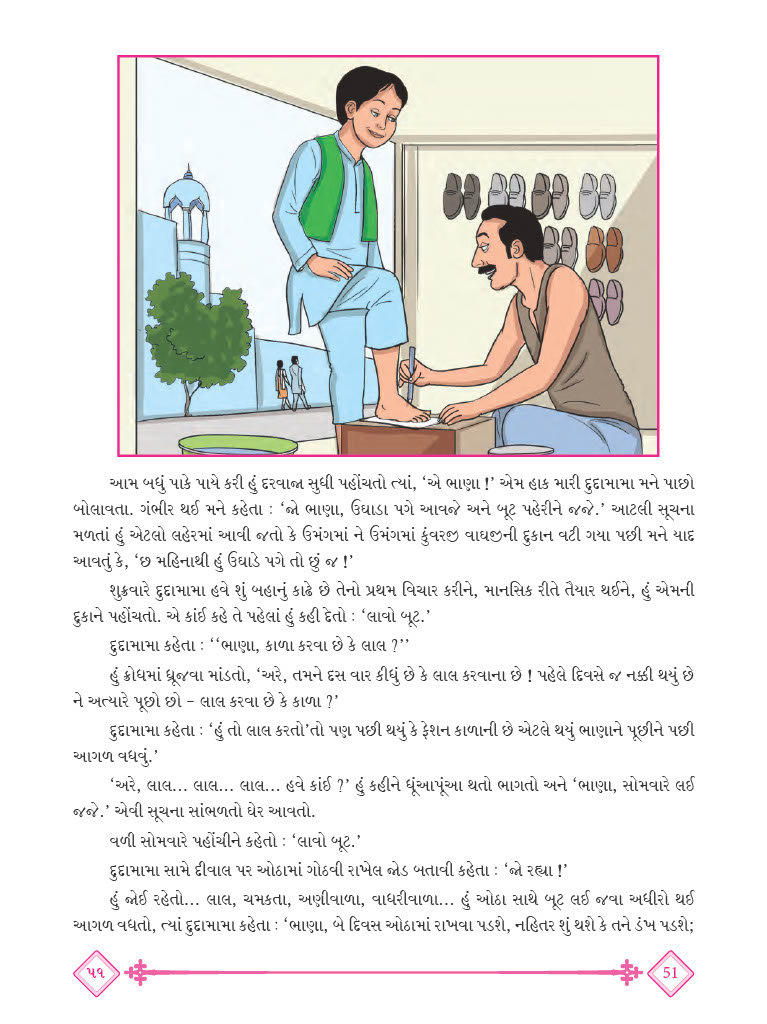 આમ બધું પાકે પાયે કરી હું દરવાજા સુધી પહોંચતો ત્યાં, ‘એ ભાણા !’ એમ હાક મારી દુદામામા મને પાછો
બોલાવતા. ગંભીર થઈ મને કહેતા : ‘જો ભાણા, ઉઘાડા પગે આવજે અને બૂટ પહેરીને જજે.’ આટલી સૂચના
મળતાં હું એટલો લહેરમાં આવી જતો કે ઉમંગમાં ને ઉમંગમાં કુંવરજી વાઘજીની દુકાન વટી ગયા પછી મને યાદ
આવતું કે, ‘છ મહિનાથી હું ઉઘાડે પગે તો છું જ !’
શુક્રવારે દુદામામા હવે શું બહાનું કાઢે છે તેનો પ્રથમ વિચાર કરીને, માનસિક રીતે તૈયાર થઈને, હું એમની
દુકાને પહોંચતો. એ કાંઈ કહે તે પહેલાં હું કહી દેતો : ‘લાવો બૂટ.’
દુદામામા કહેતા : ‘‘ભાણા, કાળા કરવા છે કે લાલ ?’’
હું ક્રોધમાં ધ્રૂજવા માંડતો, ‘અરે, તમને દસ વાર કીધું છે કે લાલ કરવાના છે ! પહેલે દિવસે જ નક્કી થયું છે
ને અત્યારે પૂછો છો – લાલ કરવા છે કે કાળા ?’
દુદામામા કહેતા : ‘હું તો લાલ કરતો’તો પણ પછી થયું કે ફેશન કાળાની છે એટલે થયું ભાણાને પૂછીને પછી
આગળ વધવું.’
‘અરે, લાલ... લાલ... લાલ... હવે કાંઈ ?’ હું કહીને ધૂંઆપૂંઆ થતો ભાગતો અને ‘ભાણા, સોમવારે લઈ
જજે.’ એવી સૂચના સાંભળતો ઘેર આવતો.
વળી સોમવારે પહોંચીને કહેતો : ‘લાવો બૂટ.’
દુદામામા સામે દીવાલ પર ઓઠામાં ગોઠવી રાખેલ જોડ બતાવી કહેતા : ‘જો રહ્યા !’
હું જોઈ રહેતો... લાલ, ચમકતા, અણીવાળા, વાધરીવાળા... હું ઓઠા સાથે બૂટ લઈ જવા અધીરો થઈ
આગળ વધતો, ત્યાં દુદામામા કહેતા : ‘ભાણા, બે દિવસ ઓઠામાં રાખવા પડશે, નહિતર શું થશે કે તને ડંખ પડશે;
૫૧
51